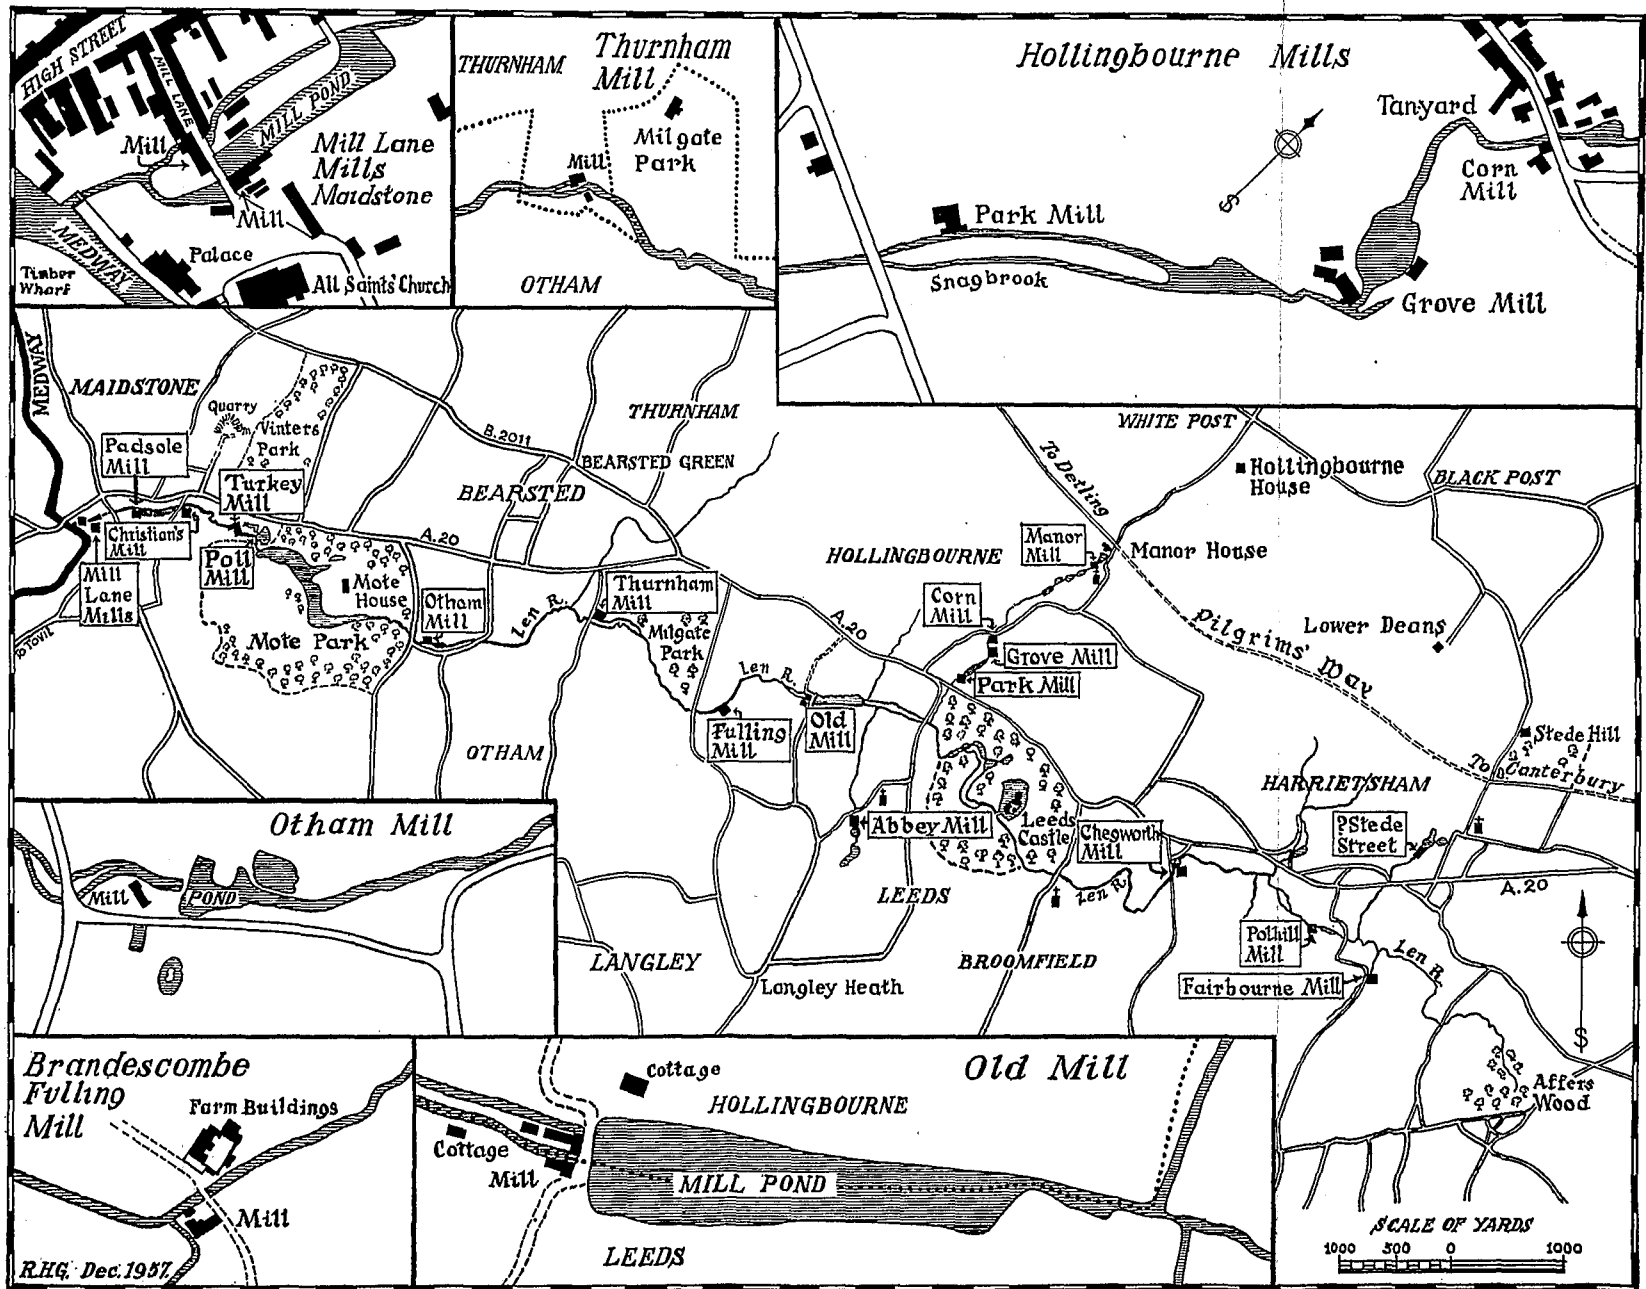 HIGH STREET
MILL LANE
MILL POND
Mill
Mill Lane
Mills
Maidstone
Mill
MEDWAY
Palace
Timber
Wharf
All Saints' Church
THURNHAM
Thurnham
Mill
Milgate
Park
Mill
OTHAM
Hollingbourne Mills
Tanyard
Corn
Mill
S
Park Mill
Snagbrook
Grove Mill
MEDWAY
MAIDSTONE
Quarry
Vinters
Park
Padsole
Mill
Turkey
Mill
Christian's
Mill
Poll
Mill
Mill
Lane
Mills
To Tovil
Mote
House
Mote Park
Otham
Mill
B.2011
THURNHAM
BEARSTED GREEN
BEARSTED
A.20
Len R.
Thurnham
Mill
Milgate
Park
Len R.
Fulling
Mill
Old
Mill
OTHAM
WHITE POST
To Detling
Hollingbourne
House
BLACK POST
HOLLINGBOURNE
Manor
Mill
Manor House
Corn
Mill
A.20
Grove Mill
Park Mill
Pilgrims' Way
Lower Deans
Stede Hill
To Canterbury
HARRIETSHAM
?Stede
Street
Abbey Mill
Leeds
Castle
Chegworth
Mill
LEEDS
Len R.
A.20
LANGLEY
Langley Heath
BROOMFIELD
Polhill
Mill
Len R.
Fairbourne Mill
S
Affers
Wood
Otham Mill
Mill
POND
Brandescombe
Fulling
Mill
Farm Buildings
Mill
R.H.G. Dec. 1957.
Cottage
Old Mill
HOLLINGBOURNE
Cottage
Mill
MILL POND
LEEDS
SCALE OF YARDS
1000 500 0 1000